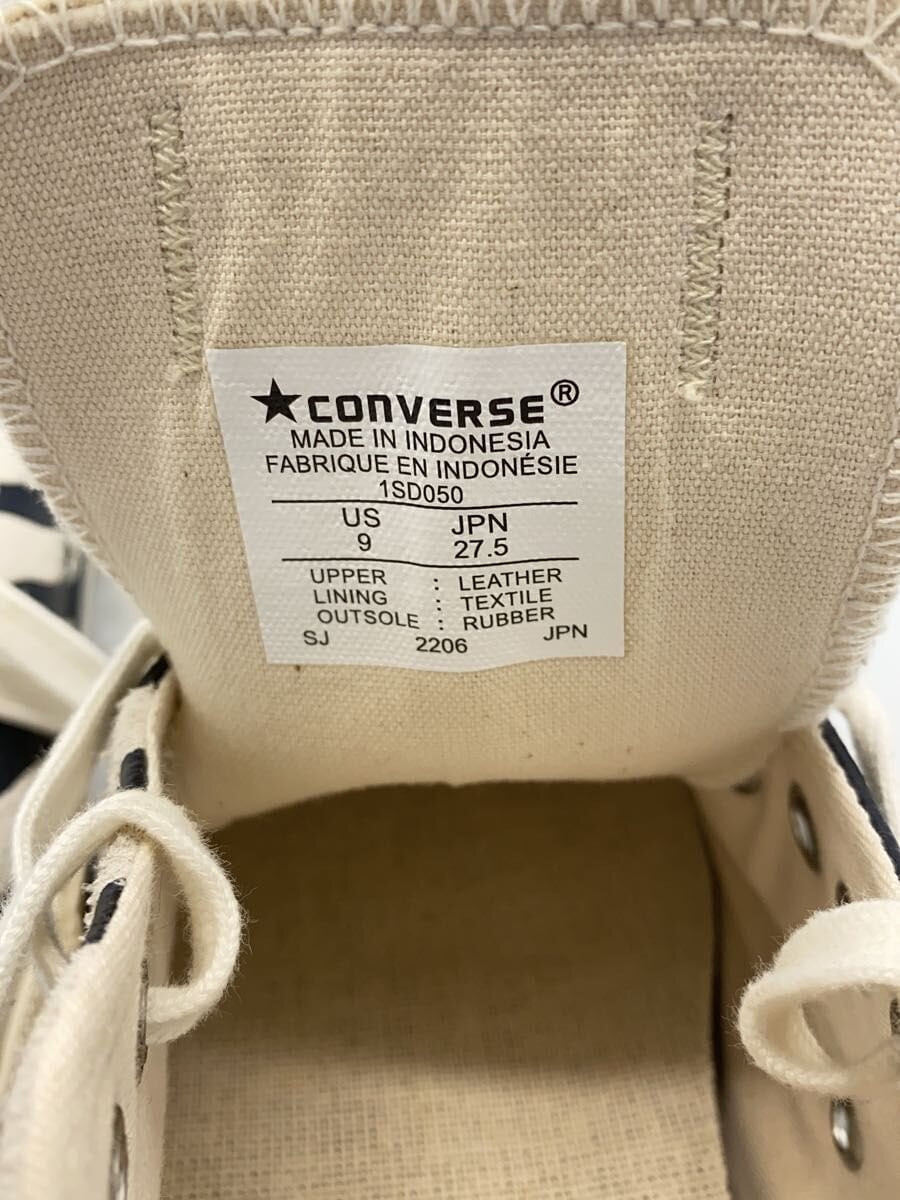 ★CONVERSE®
MADE IN INDONESIA
FABRIQUE EN INDONÉSIE
1SD050
US JPN
9 27.5
UPPER : LEATHER
LINING : TEXTILE
OUTSOLE : RUBBER
SJ 2206 JPN